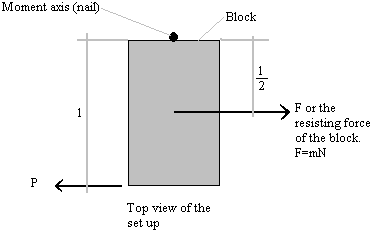 Moment axis (nail)
Block
1
1
2
F or the
resisting force
of the block.
F=mN
P
Top view of the
set up